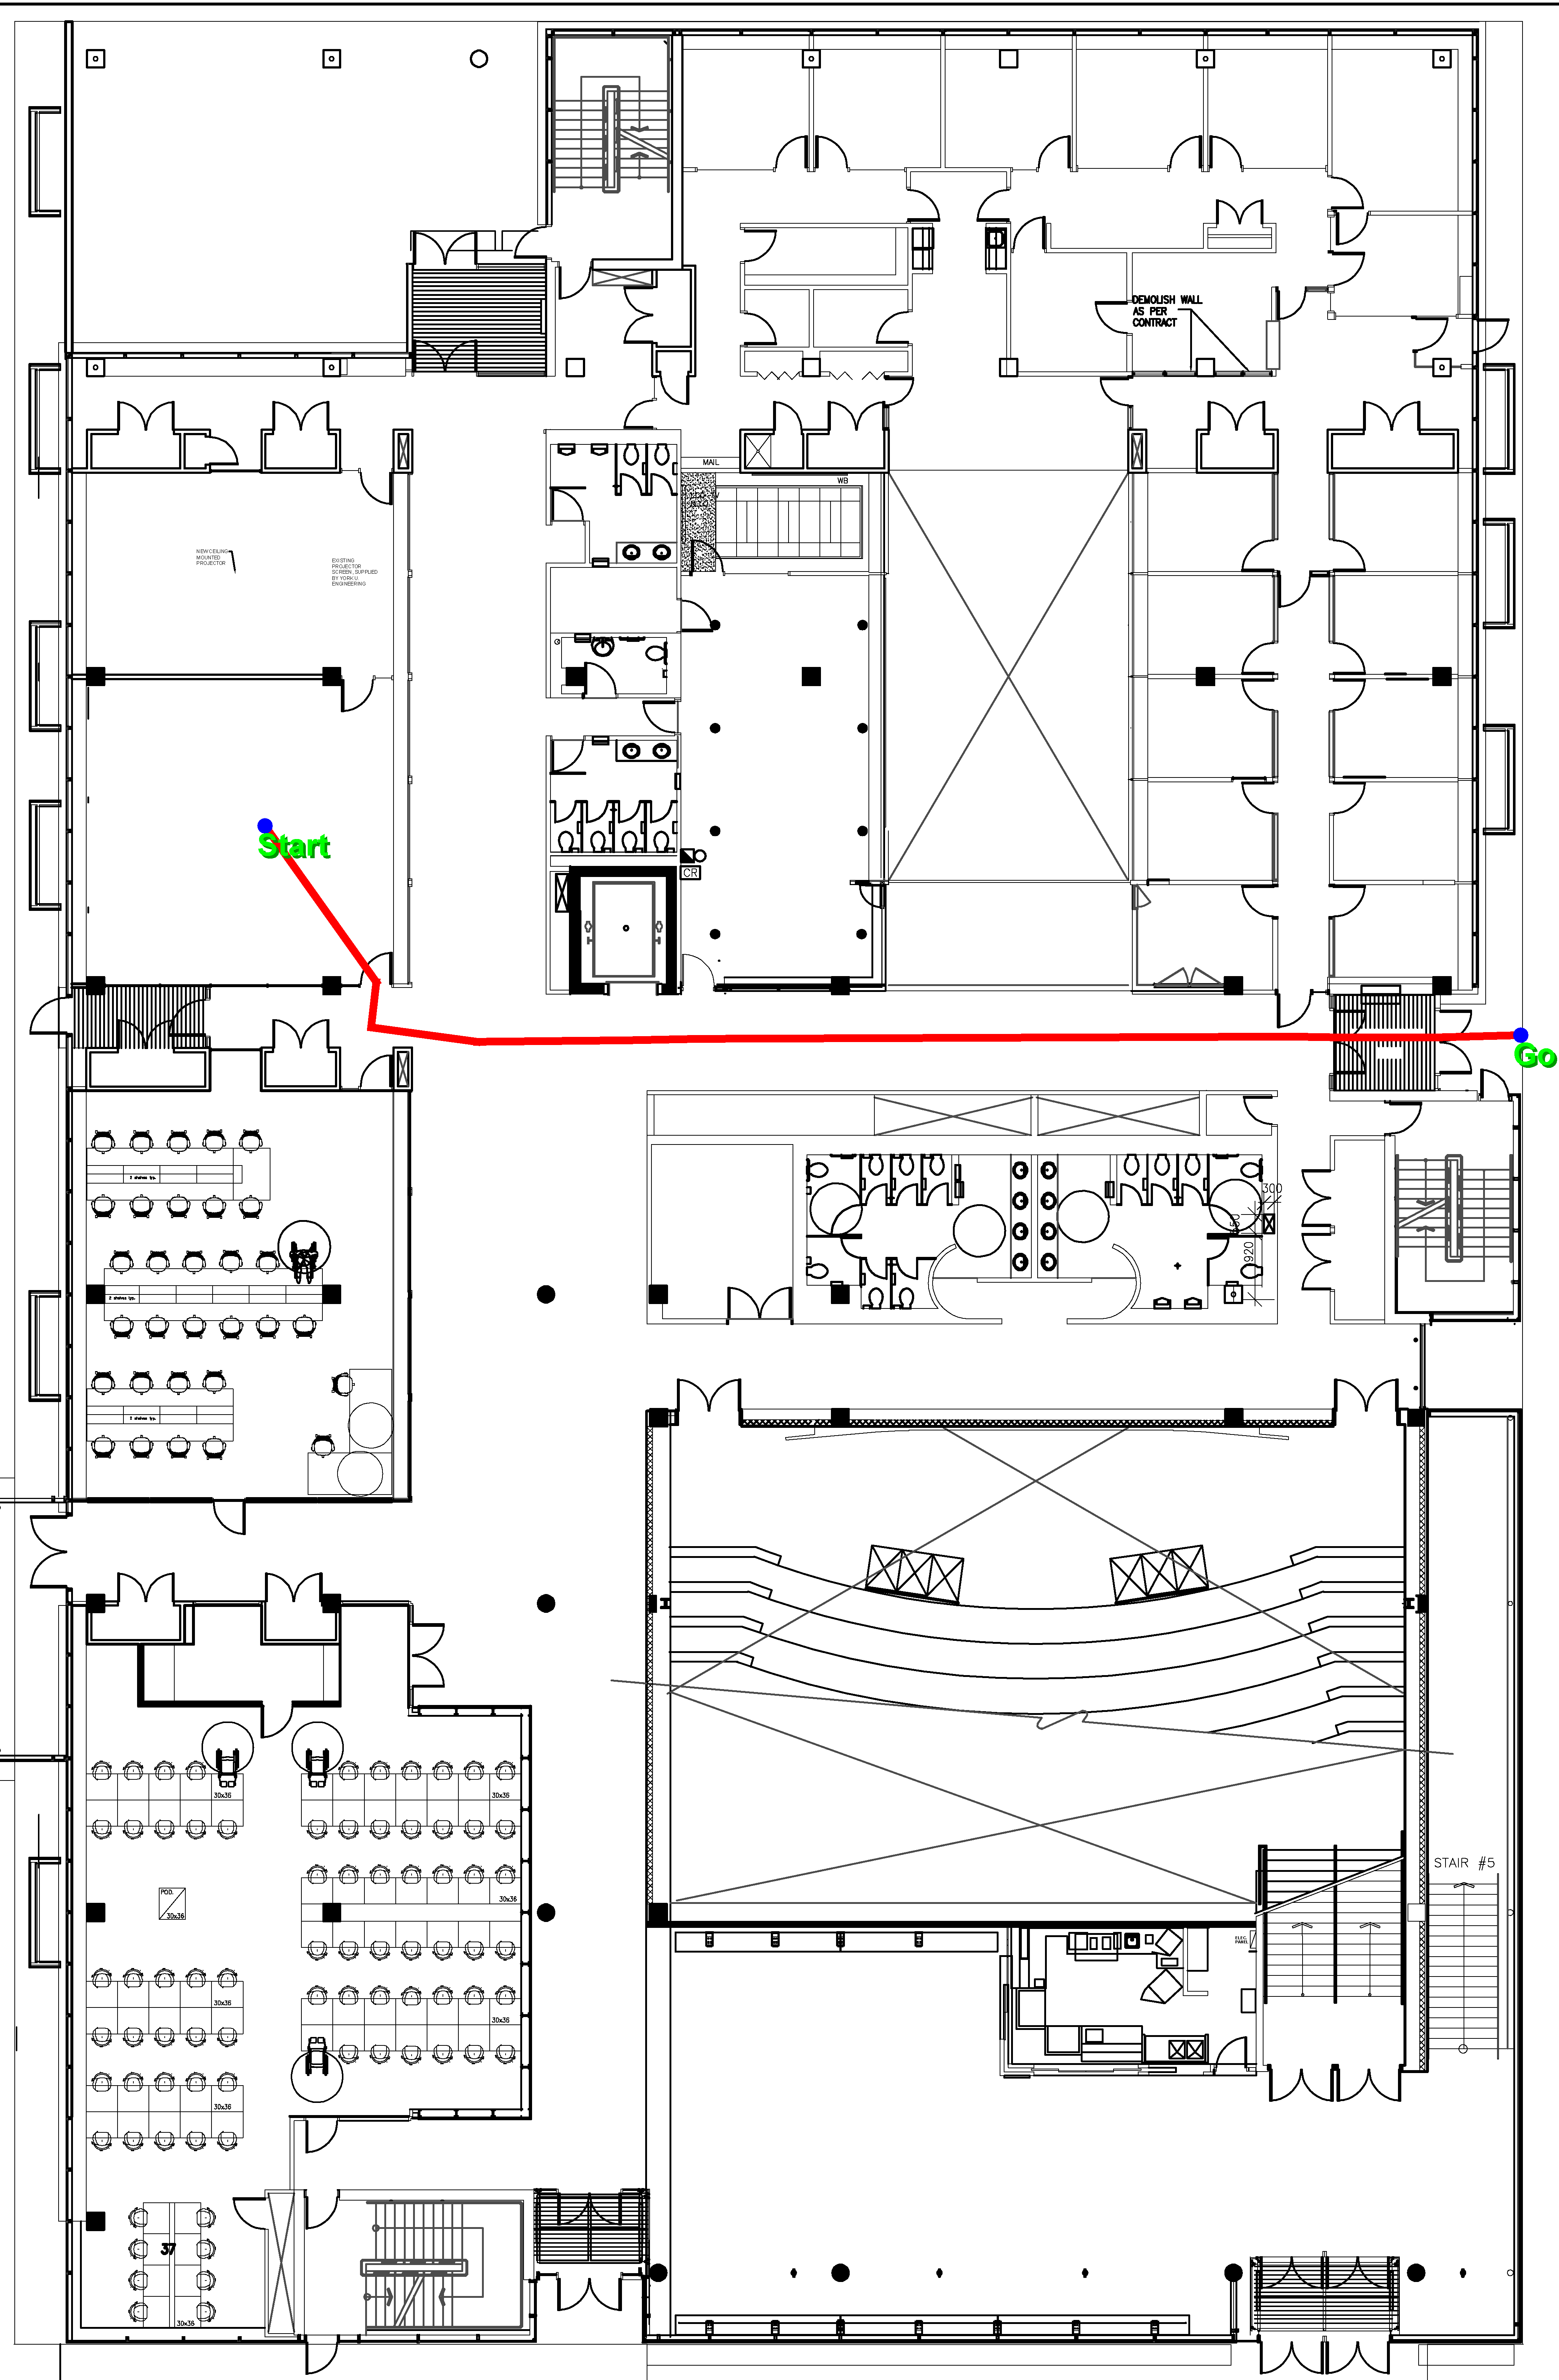 DEMOLISH WALL
AS PER
CONTRACT
MAIL
WB
NEW CEILING
MOUNTED
PROJECTOR
EXISTING
PROJECTOR
SCREEN, SUPPLIED
BY YORK U.
ENGINEERING
Start
CR
Go
300
920
2 shelves typ.
2 shelves typ.
2 shelves typ.
30x36
30x36
30x36
30x36
30x36
30x36
POD.
30x36
STAIR #5
ELEC.
PANEL
37
30x36